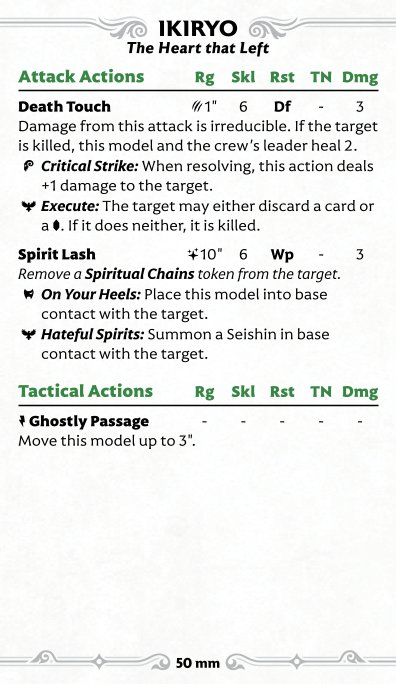 IKIRYO
The Heart that Left
Attack Actions Rg Skl Rst TN Dmg
Death Touch 1" 6 Df - 3
Damage from this attack is irreducible. If the target
is killed, this model and the crew's leader heal 2.
Critical Strike: When resolving, this action deals
+1 damage to the target.
Execute: The target may either discard a card or
a . If it does neither, it is killed.
Spirit Lash 10" 6 Wp - 3
Remove a Spiritual Chains token from the target.
On Your Heels: Place this model into base
contact with the target.
Hateful Spirits: Summon a Seishin in base
contact with the target.
Tactical Actions Rg Skl Rst TN Dmg
Ghostly Passage - - - - -
Move this model up to 3".
50 mm